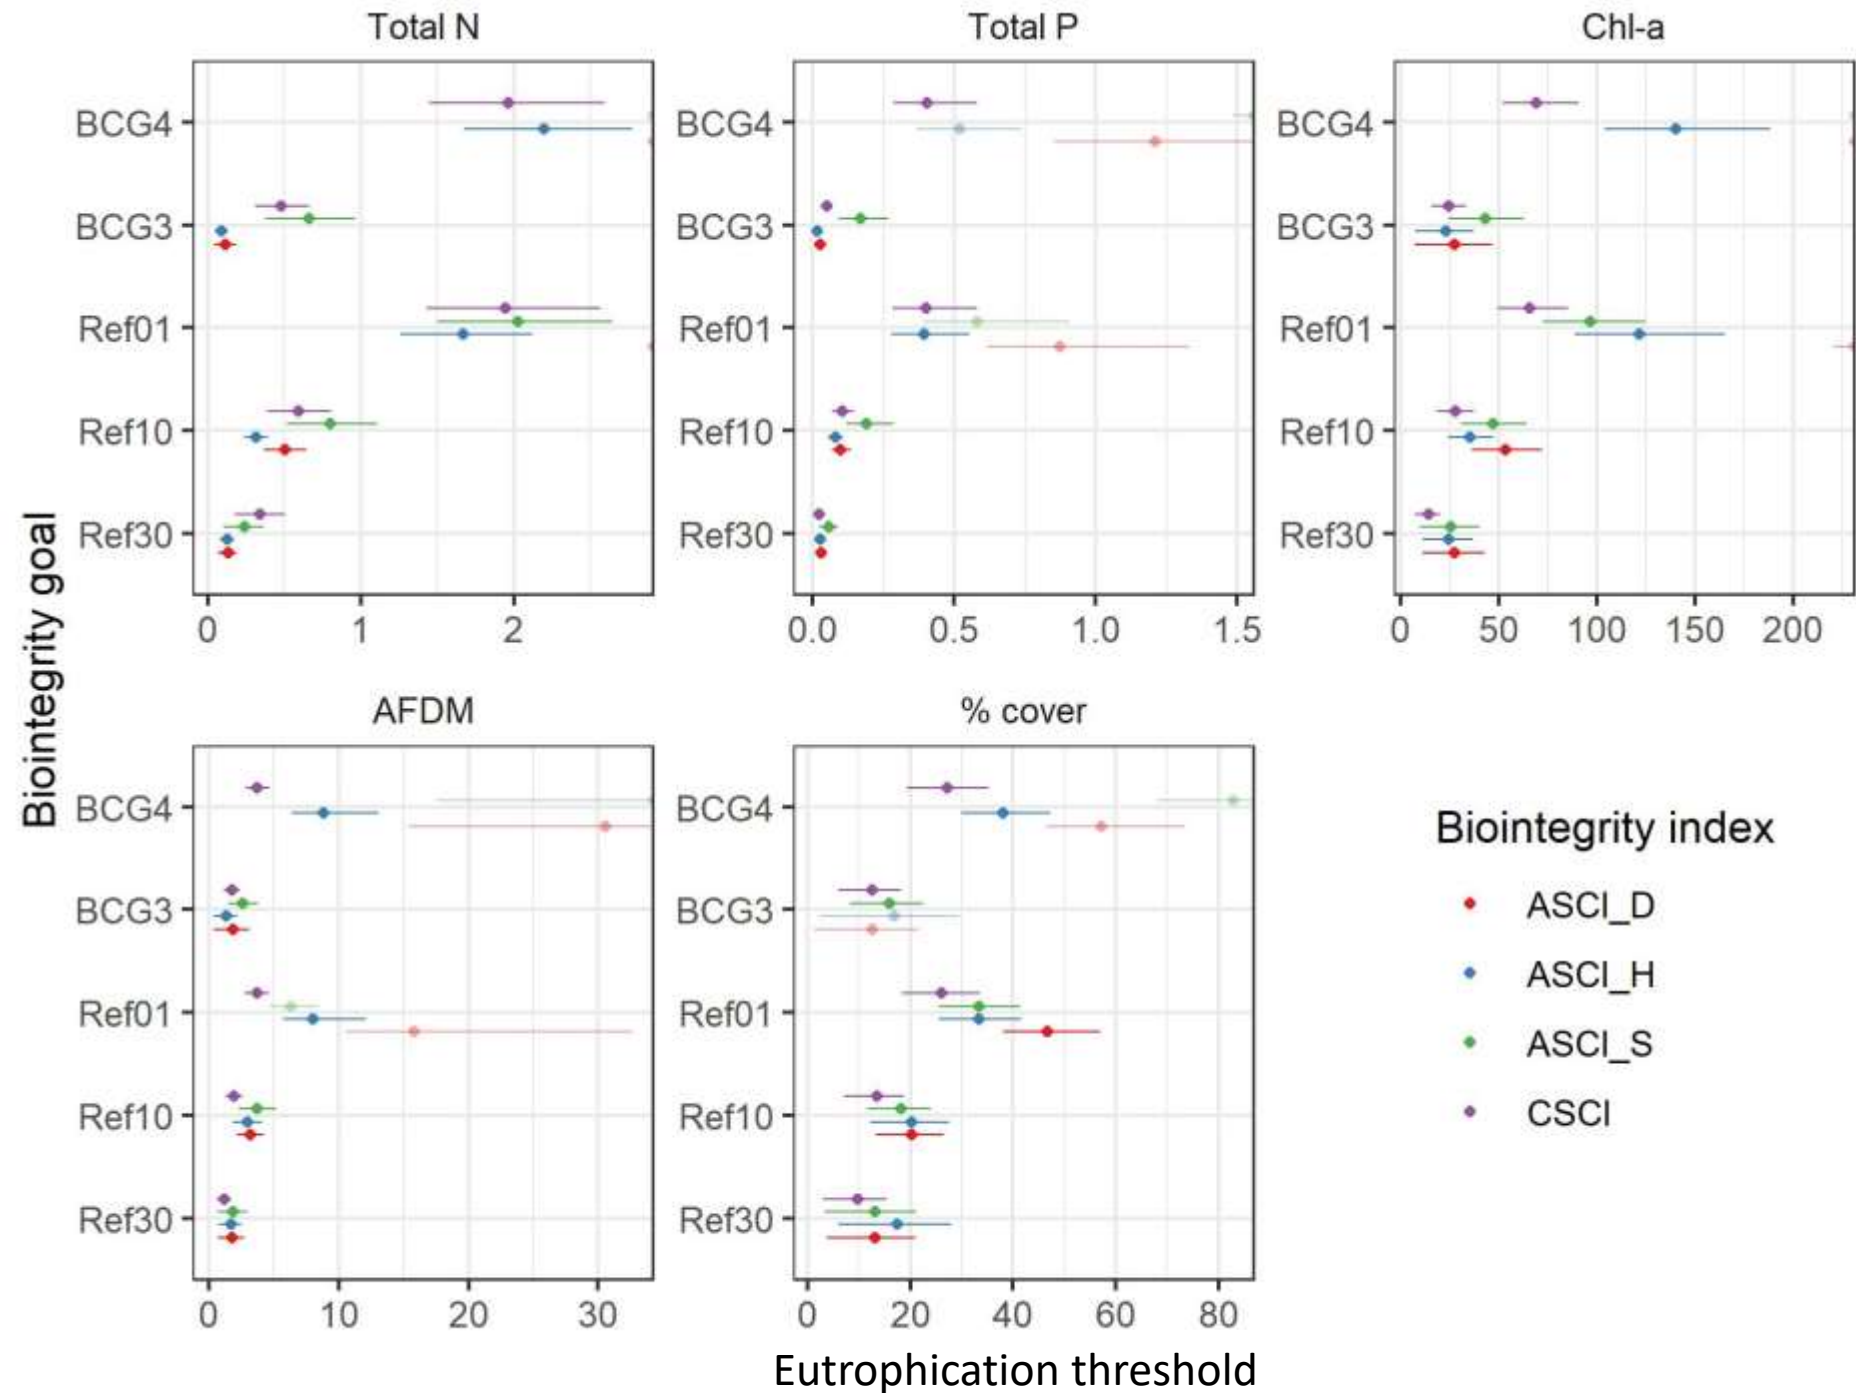 Total N
Total P
Chl-a
BCG4
BCG3
Ref01
Ref10
Ref30
0 1 2
BCG4
BCG3
Ref01
Ref10
Ref30
0.0 0.5 1.0 1.5
BCG4
BCG3
Ref01
Ref10
Ref30
0 50 100 150 200
Biointegrity goal
AFDM
% cover
BCG4
BCG3
Ref01
Ref10
Ref30
0 10 20 30
BCG4
BCG3
Ref01
Ref10
Ref30
0 20 40 60 80
Eutrophication threshold
Biointegrity index
ASCI_D
ASCI_H
ASCI_S
CSCI